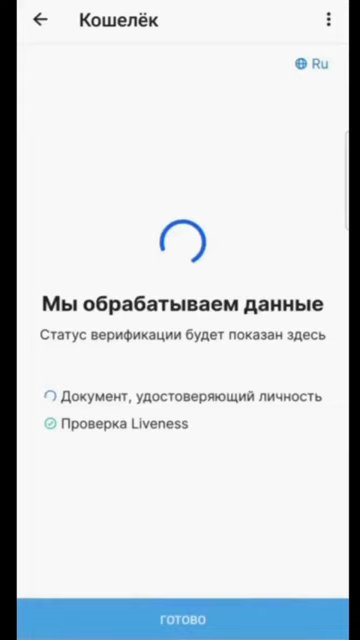 Кошелёк
Ru
Мы обрабатываем данные
Статус верификации будет показан здесь
Документ, удостоверяющий личность
Проверка Liveness
ГОТОВО